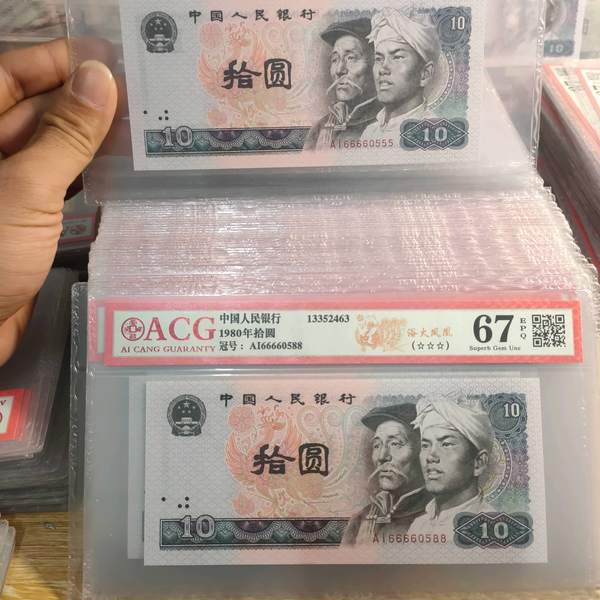 中国人民银行
10
拾圆
10
10
AI66660555
ACG
AI CANG GUARANTY
中国人民银行
1980年拾圆
冠号：AI66660588
13352463
浴火凤凰
(☆☆☆)
67
EPQ
Superb Gem Unc
中国人民银行
10
拾圆
10
10
AI66660588